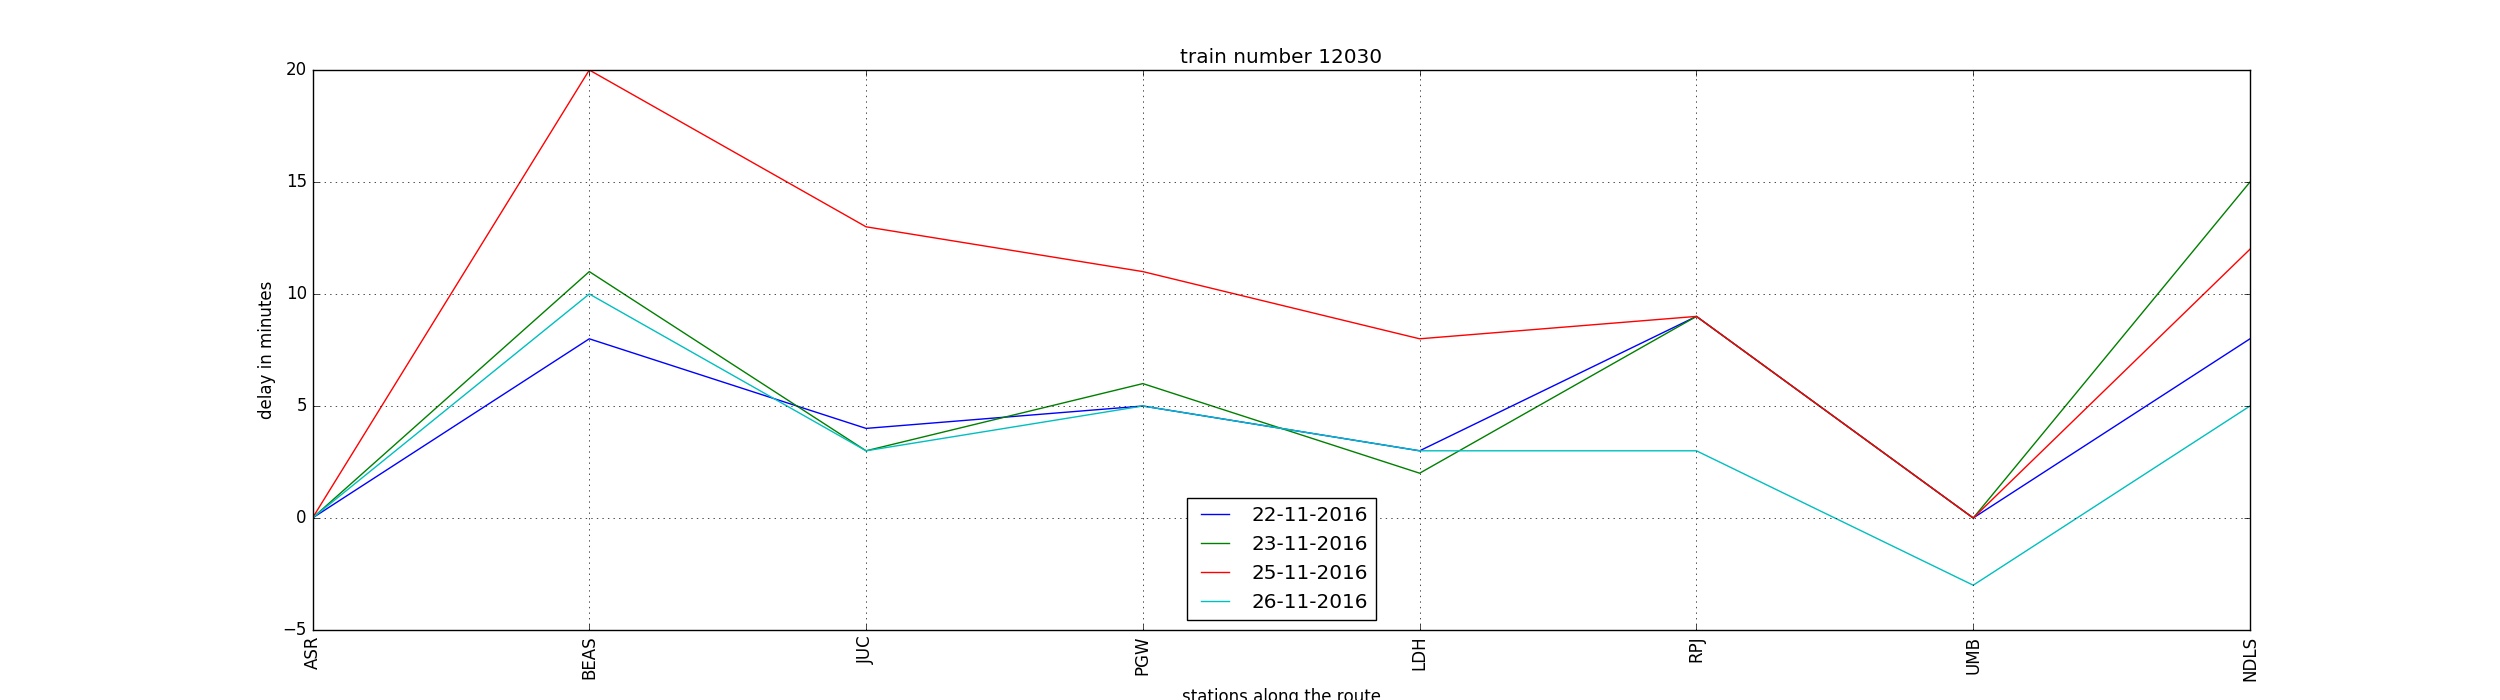 train number 12030
20
15
10
5
0
−5
delay in minutes
22-11-2016
23-11-2016
25-11-2016
26-11-2016
ASR
BEAS
JUC
PGW
LDH
RPJ
UMB
NDLS
stations along the route